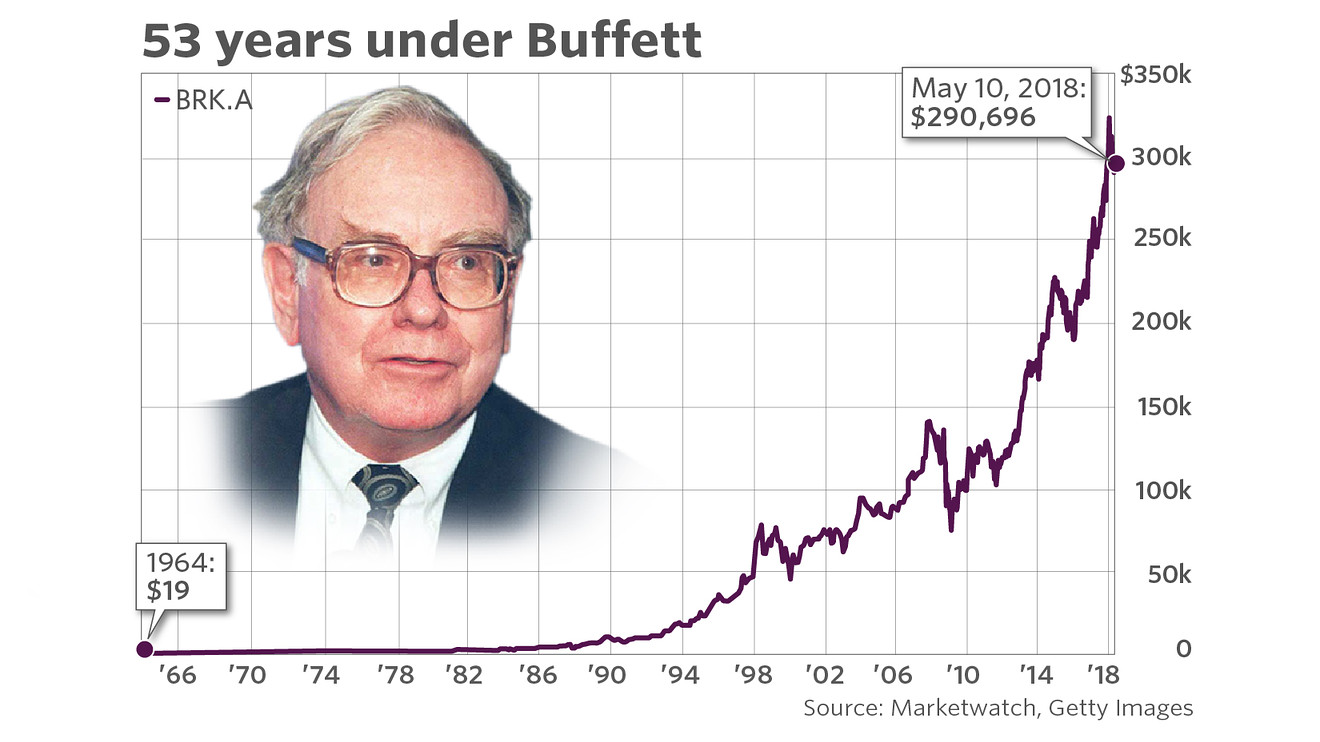 53 years under Buffett
BRK.A
May 10, 2018:
$290,696
$350k
300k
250k
200k
150k
100k
50k
0
1964:
$19
’66 ’70 ’74 ’78 ’82 ’86 ’90 ’94 ’98 ’02 ’06 ’10 ’14 ’18
Source: Marketwatch, Getty Images